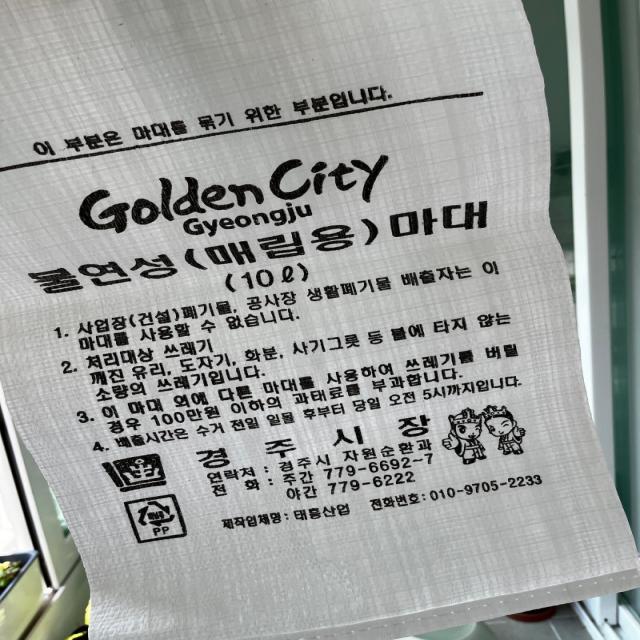 이 부분은 마대를 묶기 위한 부분입니다.
Golden City
Gyeongju
불연성(매립용)마대
(10ℓ)
1. 사업장(건설)폐기물, 공사장 생활폐기물 배출자는 이
마대를 사용할 수 없습니다.
2. 처리대상 쓰레기
깨진 유리, 도자기, 화분, 사기그릇 등 불에 타지 않는
소량의 쓰레기입니다.
3. 이 마대 외에 다른 마대를 사용하여 쓰레기를 버릴
경우 100만원 이하의 과태료를 부과합니다.
4. 배출시간은 수거 전일 일몰 후부터 당일 오전 5시까지입니다.
경 주 시 장
연락처 : 경주시 자원순환과
전 화 : 주간 779-6692~7
야간 779-6222
PP
제작업체명: 태흥산업 전화번호: 010-9705-2233